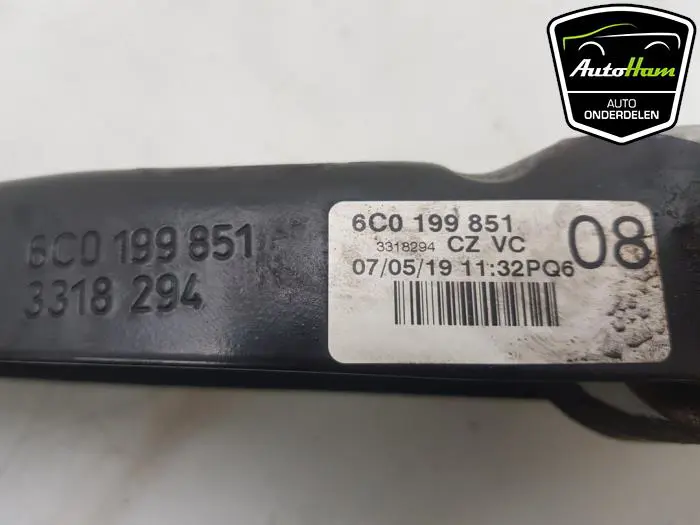 AutoHam
AUTO
ONDERDELEN
6C0 199 851
3318 294
6C0 199 851
3318294 CZ VC
07/05/19 11:32PQ6
08